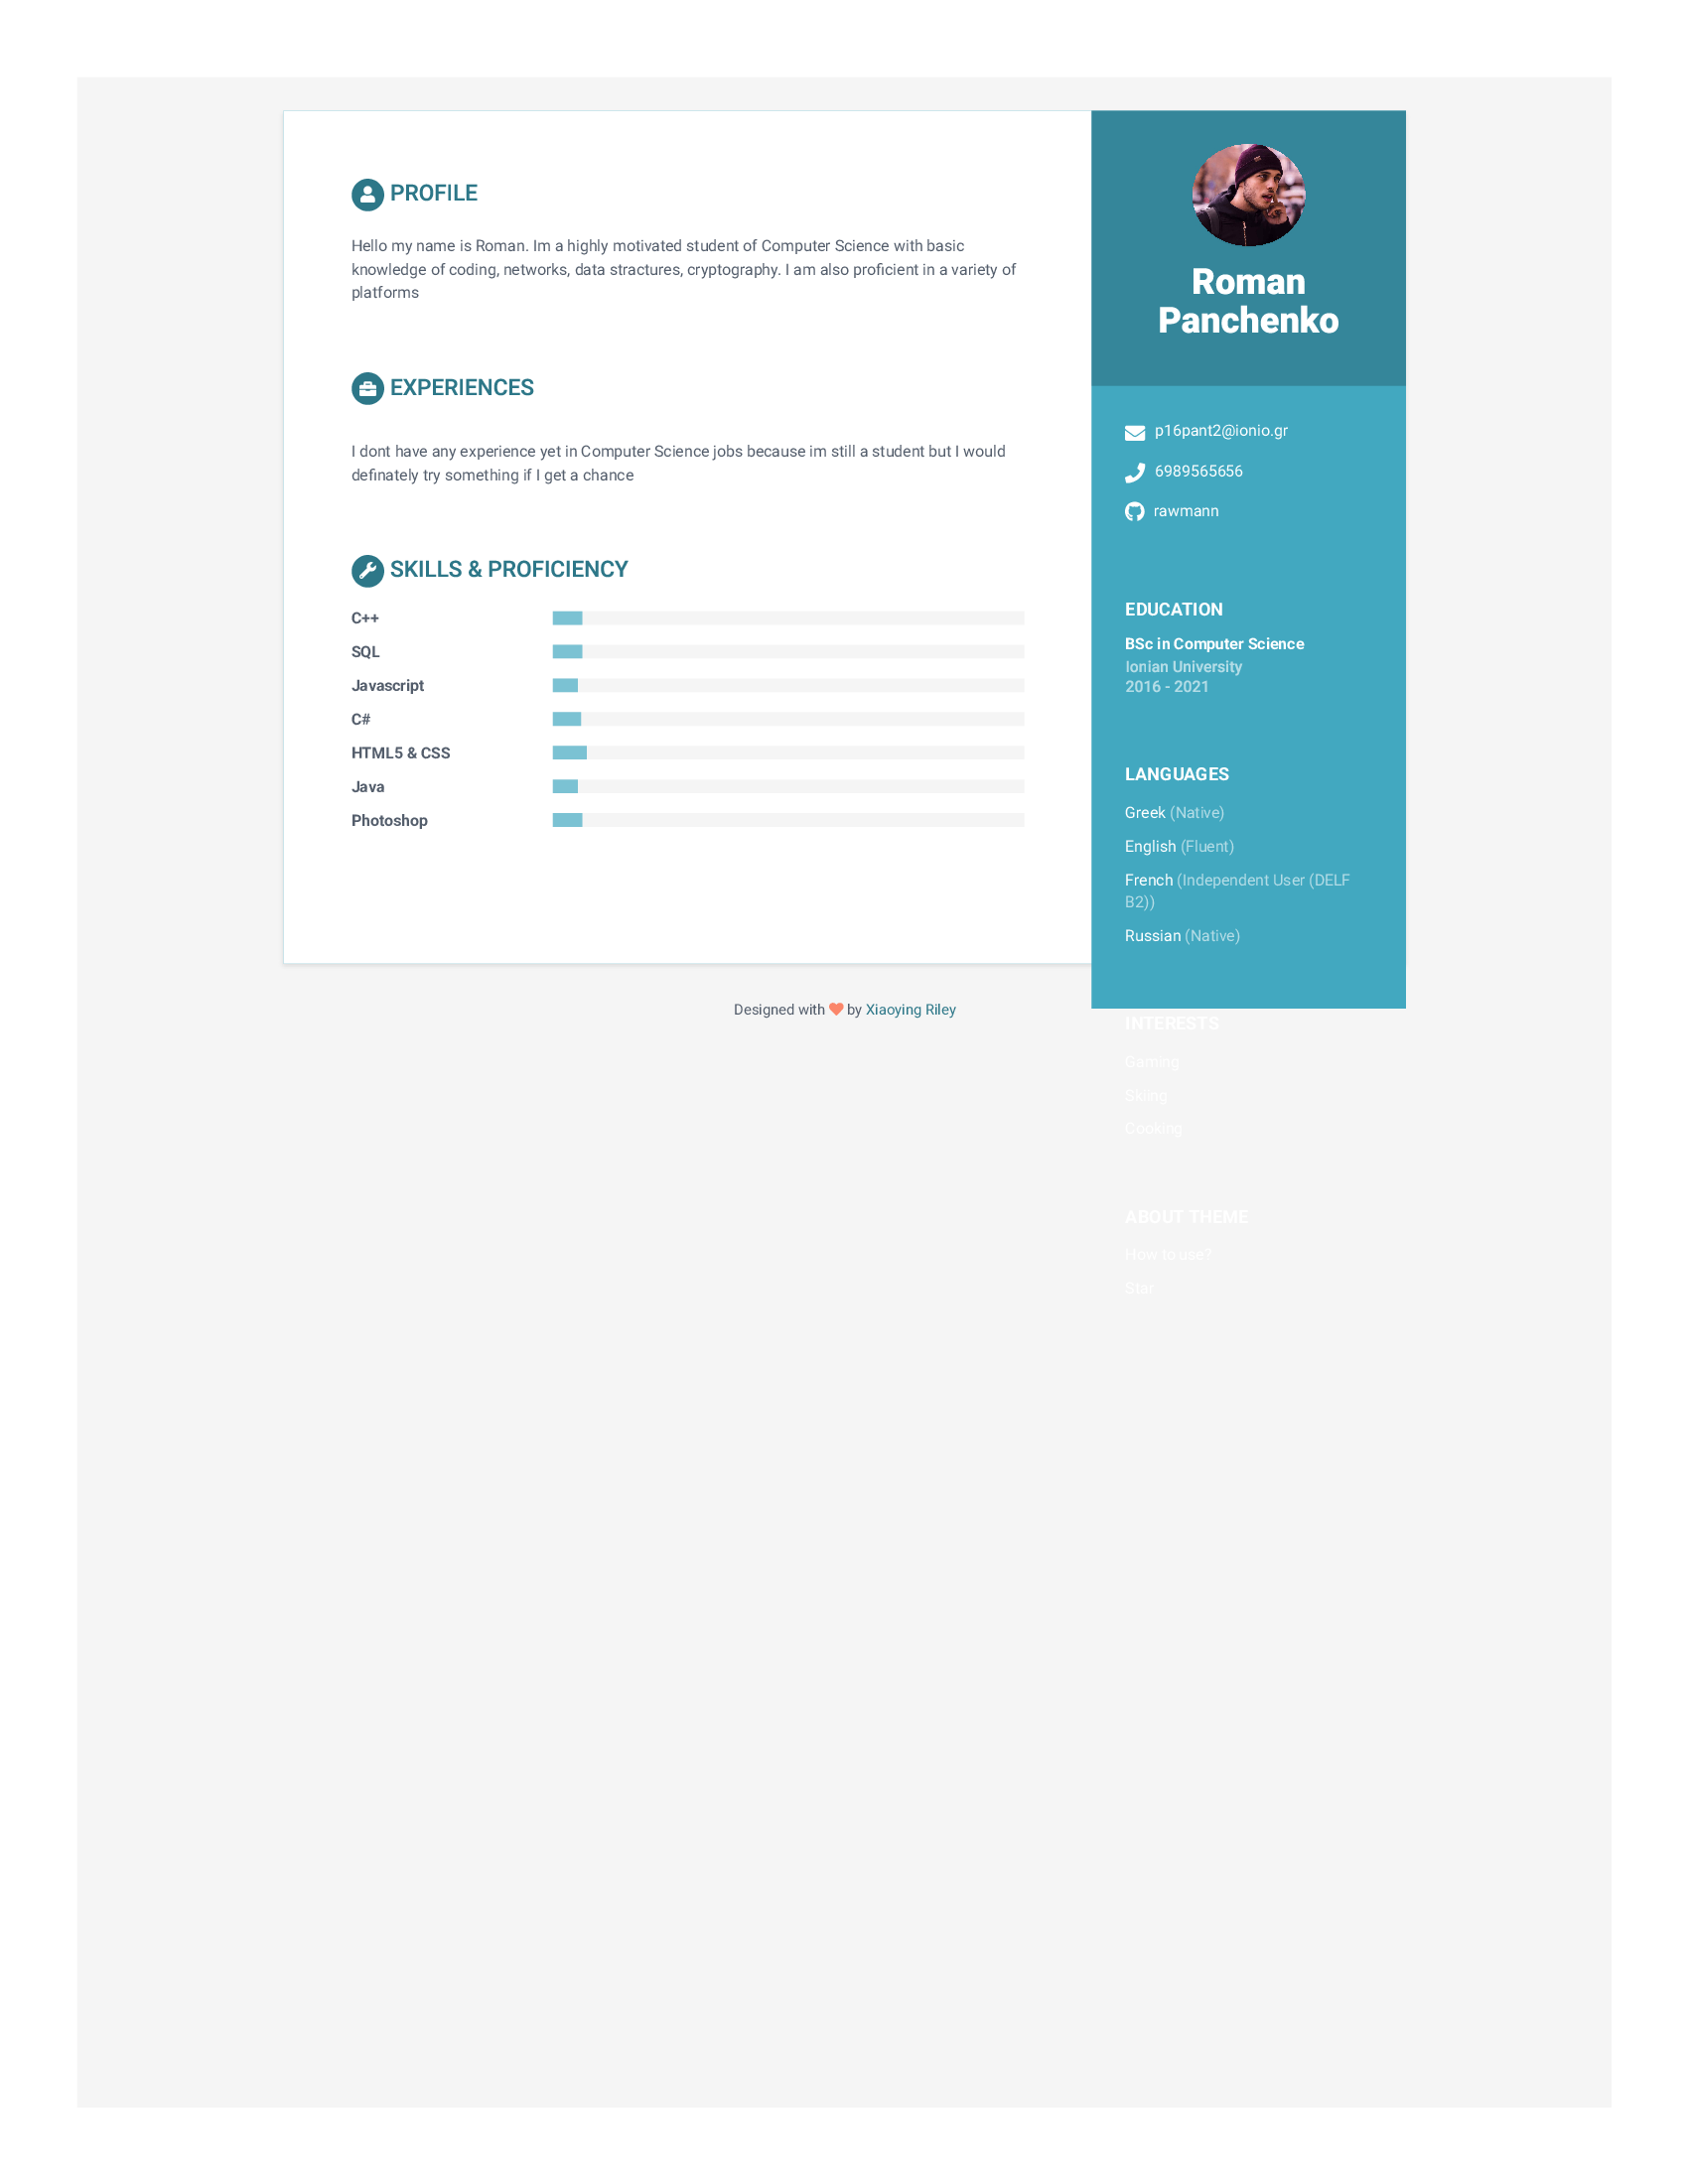 PROFILE
Hello my name is Roman. Im a highly motivated student of Computer Science with basic
knowledge of coding, networks, data stractures, cryptography. I am also proficient in a variety of
platforms
EXPERIENCES
I dont have any experience yet in Computer Science jobs because im still a student but I would
definately try something if I get a chance
SKILLS & PROFICIENCY
C++
SQL
Javascript
C#
HTML5 & CSS
Java
Photoshop
Roman
Panchenko
p16pant2@ionio.gr
6989565656
rawmann
EDUCATION
BSc in Computer Science
Ionian University
2016 - 2021
LANGUAGES
Greek (Native)
English (Fluent)
French (Independent User (DELF
B2))
Russian (Native)
INTERESTS
Gaming
Skiing
Cooking
ABOUT THEME
How to use?
Star
Designed with by Xiaoying Riley